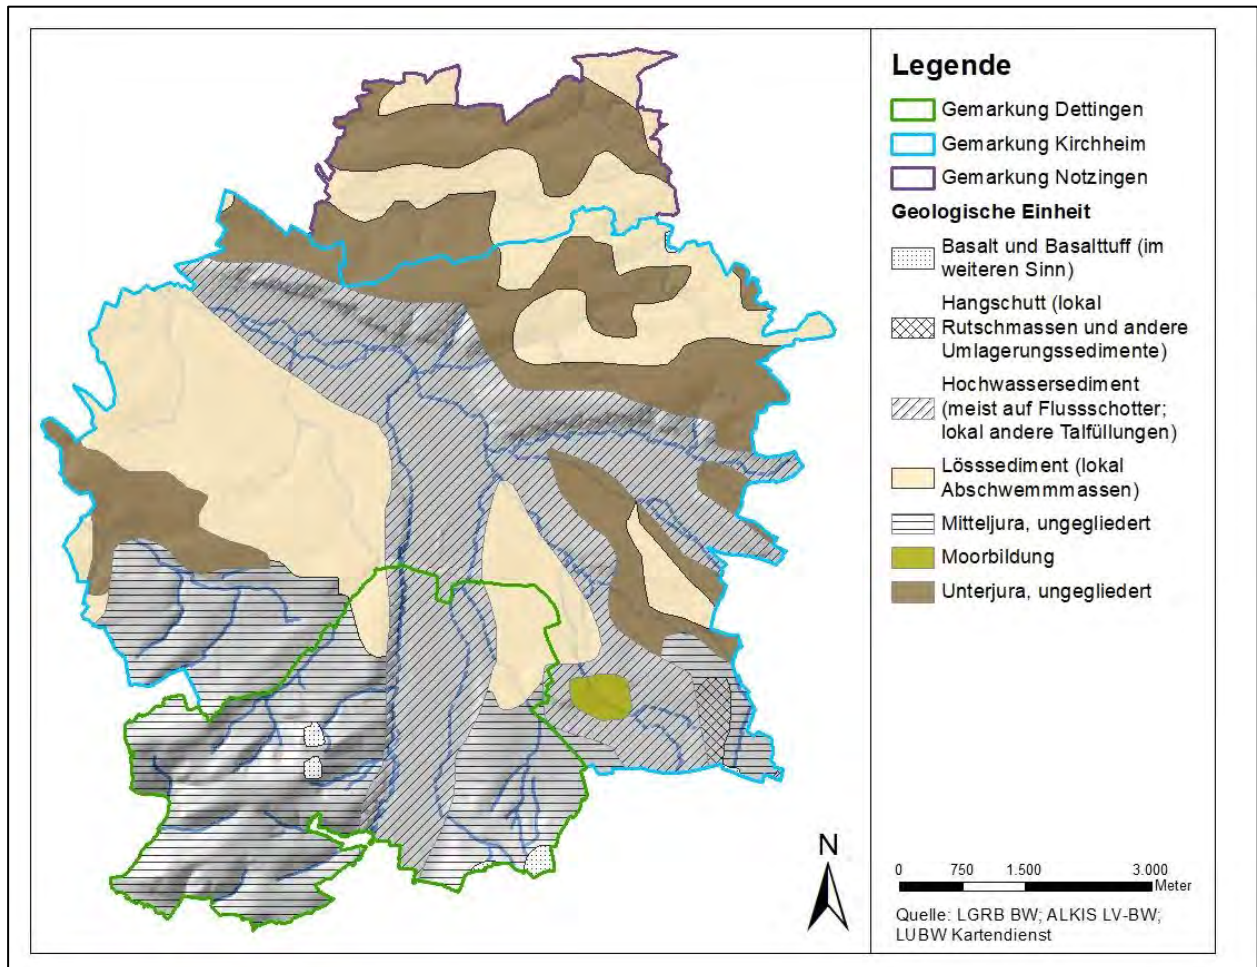 Legende
Gemarkung Dettingen
Gemarkung Kirchheim
Gemarkung Notzingen
Geologische Einheit
Basalt und Basalttuff (im
weiteren Sinn)
Hangschutt (lokal
Rutschmassen und andere
Umlagerungssedimente)
Hochwassersediment
(meist auf Flussschotter;
lokal andere Talfüllungen)
Lösssediment (lokal
Abschwemmmassen)
Mitteljura, ungegliedert
Moorbildung
Unterjura, ungegliedert
N
0 750 1.500 3.000
Meter
Quelle: LGRB BW; ALKIS LV-BW;
LUBW Kartendienst